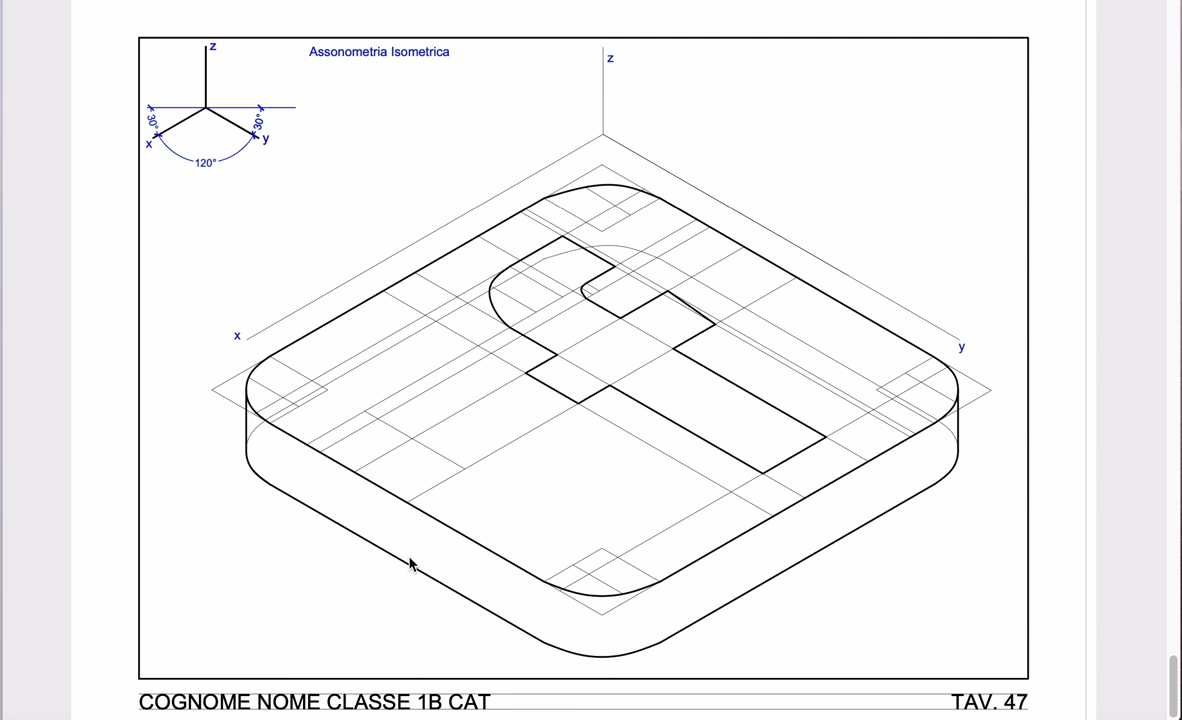 z
Assonometria Isometrica
z
30°
30°
x
y
120°
x
y
COGNOME NOME CLASSE 1B CAT
TAV. 47